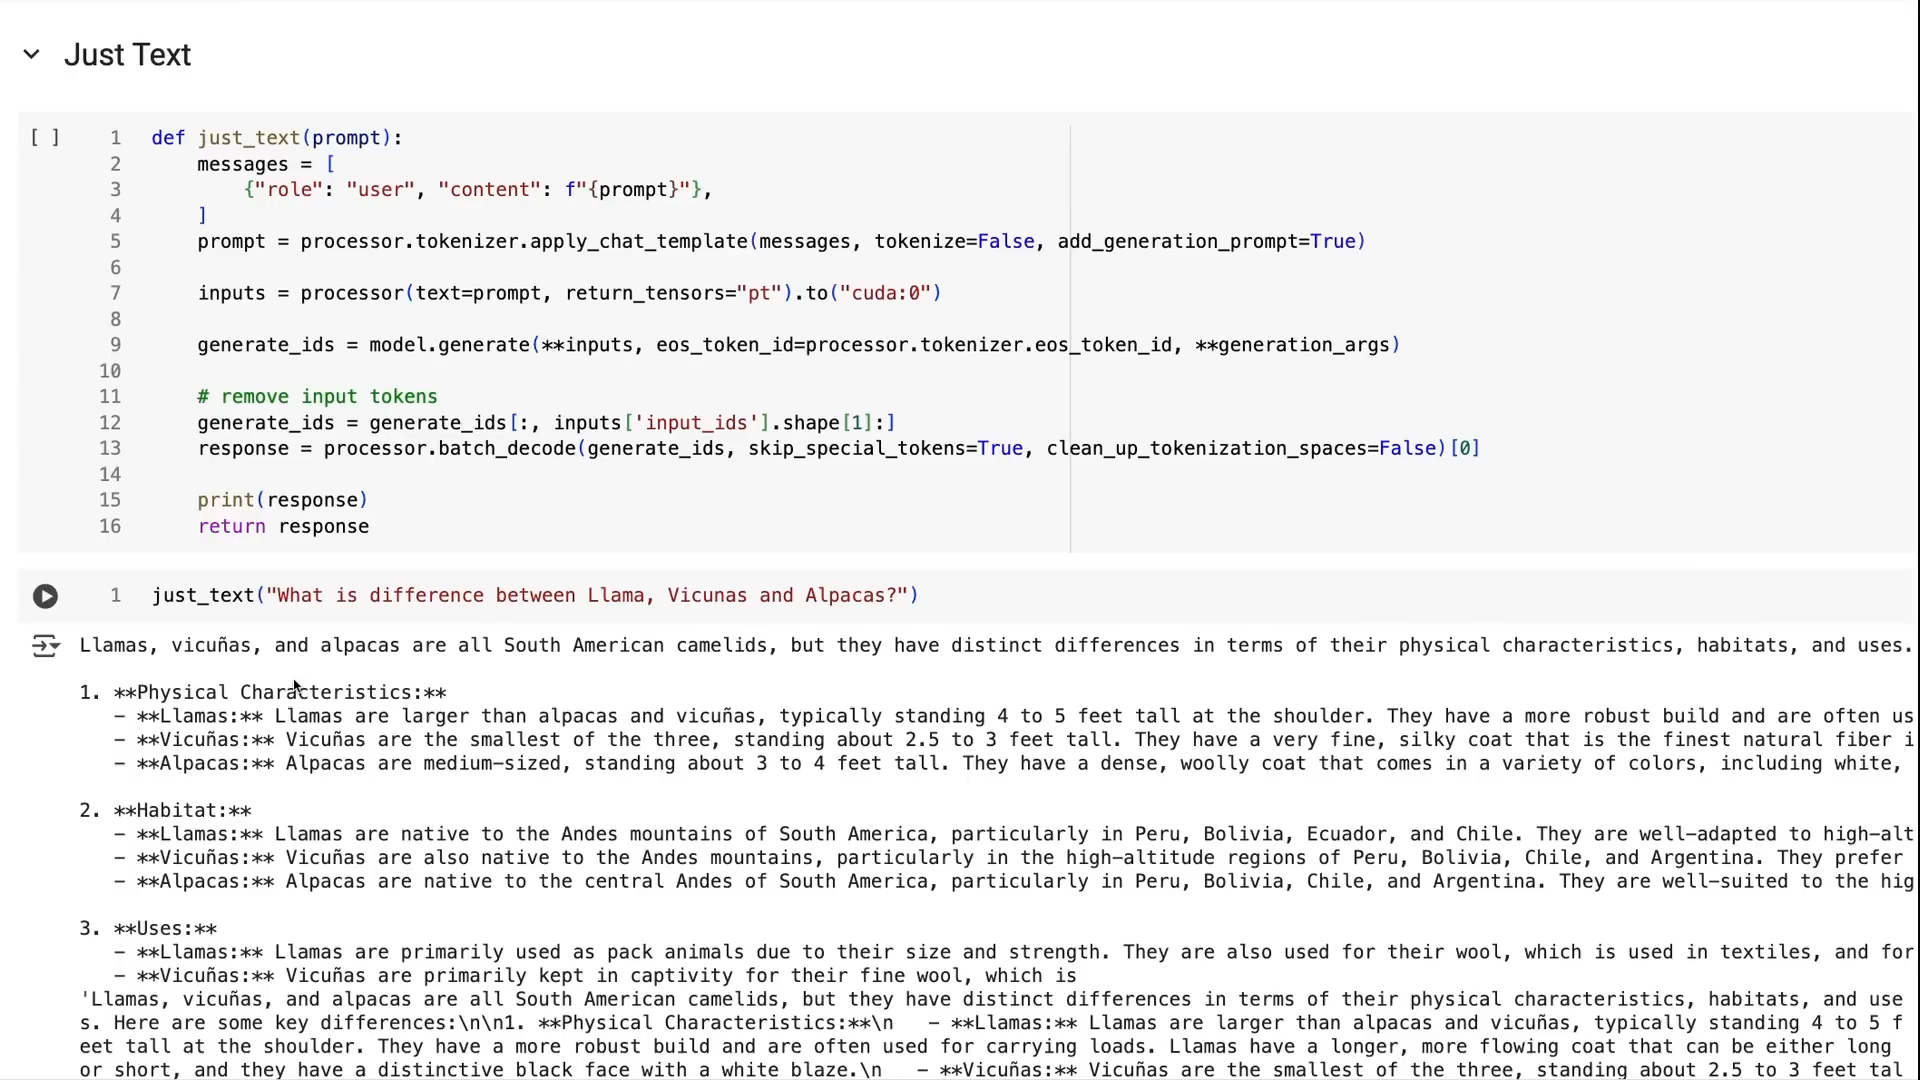 Just Text
[ ]
1 def just_text(prompt):
2     messages = [
3         {"role": "user", "content": f"{prompt}"},
4     ]
5     prompt = processor.tokenizer.apply_chat_template(messages, tokenize=False, add_generation_prompt=True)
6
7     inputs = processor(text=prompt, return_tensors="pt").to("cuda:0")
8
9     generate_ids = model.generate(**inputs, eos_token_id=processor.tokenizer.eos_token_id, **generation_args)
10
11     # remove input tokens
12     generate_ids = generate_ids[:, inputs['input_ids'].shape[1]:]
13     response = processor.batch_decode(generate_ids, skip_special_tokens=True, clean_up_tokenization_spaces=False)[0]
14
15     print(response)
16     return response
1 just_text("What is difference between Llama, Vicunas and Alpacas?")
Llamas, vicuñas, and alpacas are all South American camelids, but they have distinct differences in terms of their physical characteristics, habitats, and uses.
1. **Physical Characteristics:**
   - **Llamas:** Llamas are larger than alpacas and vicuñas, typically standing 4 to 5 feet tall at the shoulder. They have a more robust build and are often us
   - **Vicuñas:** Vicuñas are the smallest of the three, standing about 2.5 to 3 feet tall. They have a very fine, silky coat that is the finest natural fiber i
   - **Alpacas:** Alpacas are medium-sized, standing about 3 to 4 feet tall. They have a dense, woolly coat that comes in a variety of colors, including white,
2. **Habitat:**
   - **Llamas:** Llamas are native to the Andes mountains of South America, particularly in Peru, Bolivia, Ecuador, and Chile. They are well-adapted to high-alt
   - **Vicuñas:** Vicuñas are also native to the Andes mountains, particularly in the high-altitude regions of Peru, Bolivia, Chile, and Argentina. They prefer
   - **Alpacas:** Alpacas are native to the central Andes of South America, particularly in Peru, Bolivia, Chile, and Argentina. They are well-suited to the hig
3. **Uses:**
   - **Llamas:** Llamas are primarily used as pack animals due to their size and strength. They are also used for their wool, which is used in textiles, and for
   - **Vicuñas:** Vicuñas are primarily kept in captivity for their fine wool, which is
'Llamas, vicuñas, and alpacas are all South American camelids, but they have distinct differences in terms of their physical characteristics, habitats, and use
s. Here are some key differences:\n\n1. **Physical Characteristics:**\n   - **Llamas:** Llamas are larger than alpacas and vicuñas, typically standing 4 to 5 f
eet tall at the shoulder. They have a more robust build and are often used for carrying loads. Llamas have a longer, more flowing coat that can be either long
or short, and they have a distinctive black face with a white blaze.\n   - **Vicuñas:** Vicuñas are the smallest of the three, standing about 2.5 to 3 feet tal